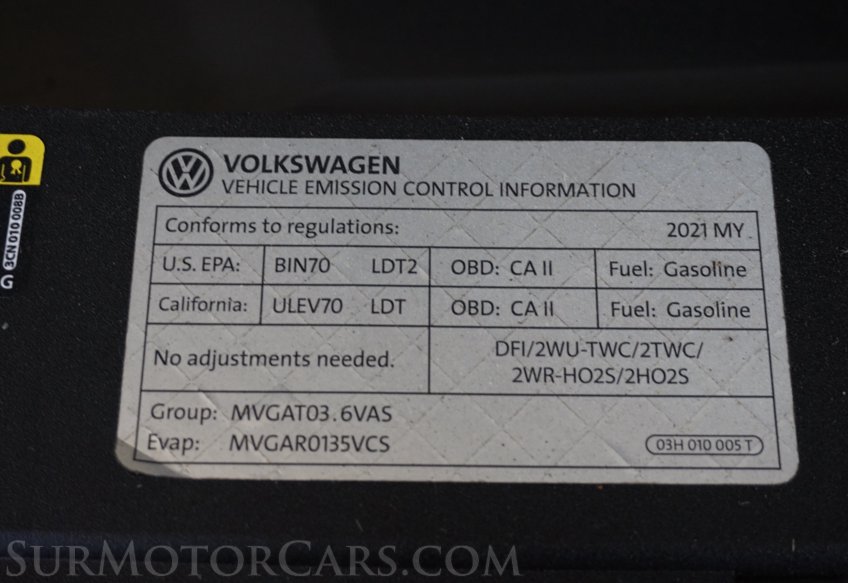 VOLKSWAGEN
VEHICLE EMISSION CONTROL INFORMATION
Conforms to regulations: 2021 MY
U.S. EPA: BIN70 LDT2 OBD: CA II Fuel: Gasoline
California: ULEV70 LDT OBD: CA II Fuel: Gasoline
No adjustments needed.
DFI/2WU-TWC/2TWC/
2WR-HO2S/2HO2S
Group: MVGAT03.6VAS
Evap: MVGAR0135VCS
03H 010 005 T
3CN 010 008B
G
SurMotorCars.com